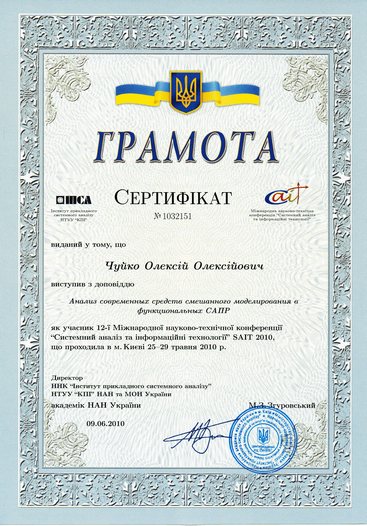 ГРАМОТА
СЕРТИФІКАТ
№ 1032151
ІПСА
Інститут прикладного
системного аналізу
НТУУ "КПІ"
SAIT
Міжнародна науково-технічна
конференція "Системний аналіз
та інформаційні технології"
виданий у тому, що
Чуйко Олексій Олексійович
виступив з доповіддю
Анализ современных средств смешанного моделирования в
функциональных САПР
як учасник 12-ї Міжнародної науково-технічної конференції
"Системний аналіз та інформаційні технології" SAIT 2010,
що проходила в м. Києві 25–29 травня 2010 р.
Директор
ННК "Інститут прикладного системного аналізу"
НТУУ "КПІ" НАН та МОН України
академік НАН України
М.З.Згуровський
09.06.2010